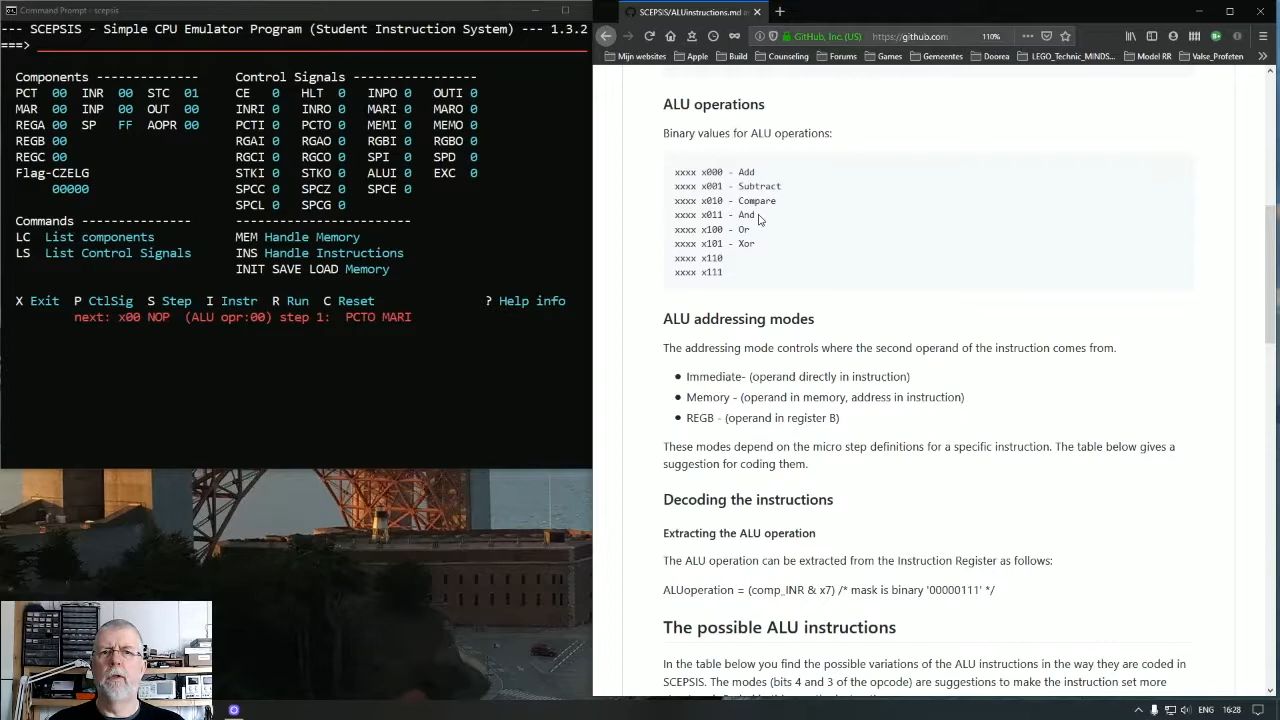 Command Prompt - scepsis
--- SCEPSIS - Simple CPU Emulator Program (Student Instruction System) --- 1.3.2
===>
Components -------------- Control Signals ----------------
PCT 00 INR 00 STC 01 CE 0 HLT 0 INPO 0 OUTI 0
MAR 00 INP 00 OUT 00 INRI 0 INRO 0 MARI 0 MARO 0
REGA 00 SP FF AOPR 00 PCTI 0 PCTO 0 MEMI 0 MEMO 0
REGB 00 RGAI 0 RGAO 0 RGBI 0 RGBO 0
REGC 00 RGCI 0 RGCO 0 SPI 0 SPD 0
Flag-CZELG STKI 0 STKO 0 ALUI 0 EXC 0
00000 SPCC 0 SPCZ 0 SPCE 0
SPCL 0 SPCG 0
Commands -------------- -----------------------
LC List components MEM Handle Memory
LS List Control Signals INS Handle Instructions
INIT SAVE LOAD Memory
X Exit P CtlSig S Step I Instr R Run C Reset ? Help info
next: x00 NOP (ALU opr:00) step 1: PCTO MARI
SCEPSIS/ALUinstructions.md a
GitHub, Inc. (US) https://github.com 110%
Mijn websites Apple Build Counseling Forums Games Gemeentes Doorea LEGO_Technic_MINDS... Model RR Valse_Profeten
ALU operations
Binary values for ALU operations:
xxxx x000 - Add
xxxx x001 - Subtract
xxxx x010 - Compare
xxxx x011 - And
xxxx x100 - Or
xxxx x101 - Xor
xxxx x110
xxxx x111
ALU addressing modes
The addressing mode controls where the second operand of the instruction comes from.
Immediate- (operand directly in instruction)
Memory - (operand in memory, address in instruction)
REGB - (operand in register B)
These modes depend on the micro step definitions for a specific instruction. The table below gives a
suggestion for coding them.
Decoding the instructions
Extracting the ALU operation
The ALU operation can be extracted from the Instruction Register as follows:
ALUoperation = (comp_INR & x7) /* mask is binary '00000111' */
The possible ALU instructions
In the table below you find the possible variations of the ALU instructions in the way they are coded in
SCEPSIS. The modes (bits 4 and 3 of the opcode) are suggestions to make the instruction set more
ENG 16:28